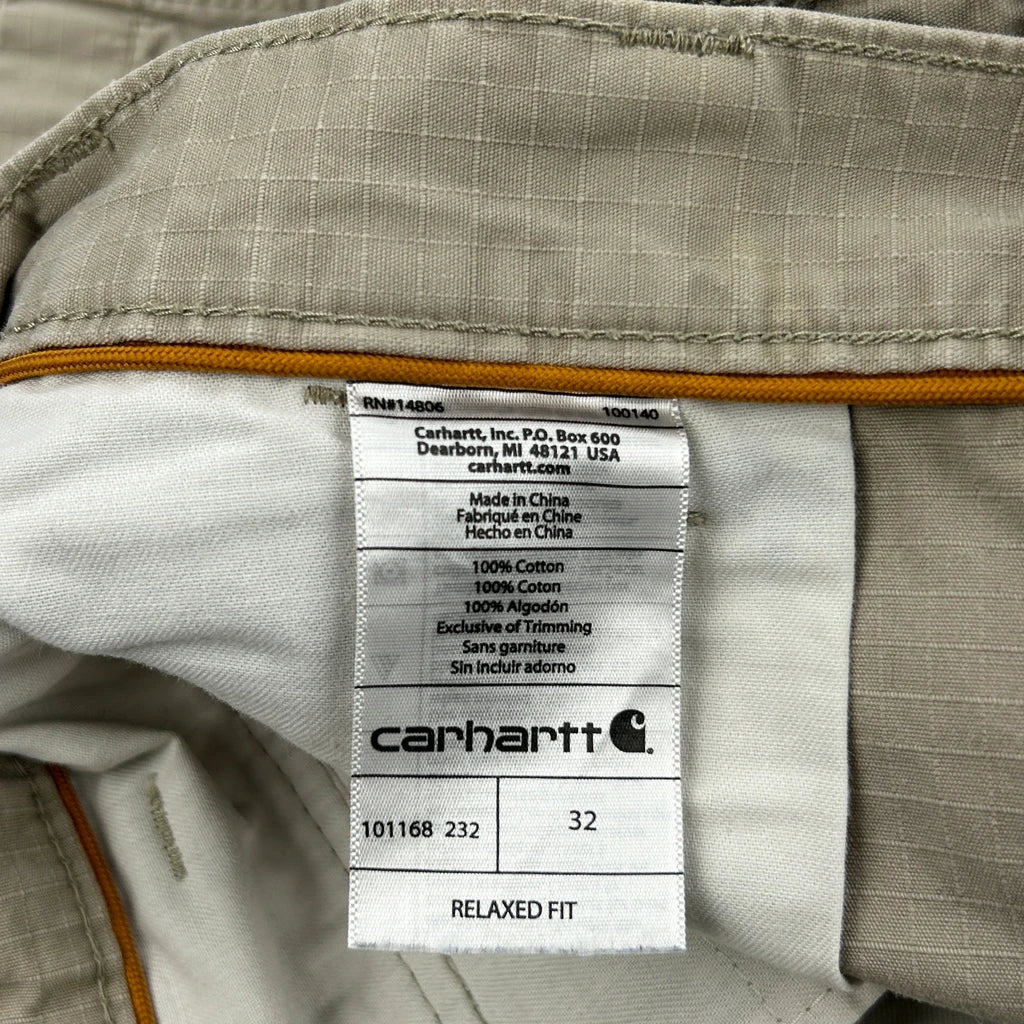 RN#14806 100140
Carhartt, Inc. P.O. Box 600
Dearborn, MI 48121 USA
carhartt.com
Made in China
Fabriqué en Chine
Hecho en China
100% Cotton
100% Coton
100% Algodón
Exclusive of Trimming
Sans garniture
Sin incluir adorno
carhartt
101168 232 32
RELAXED FIT